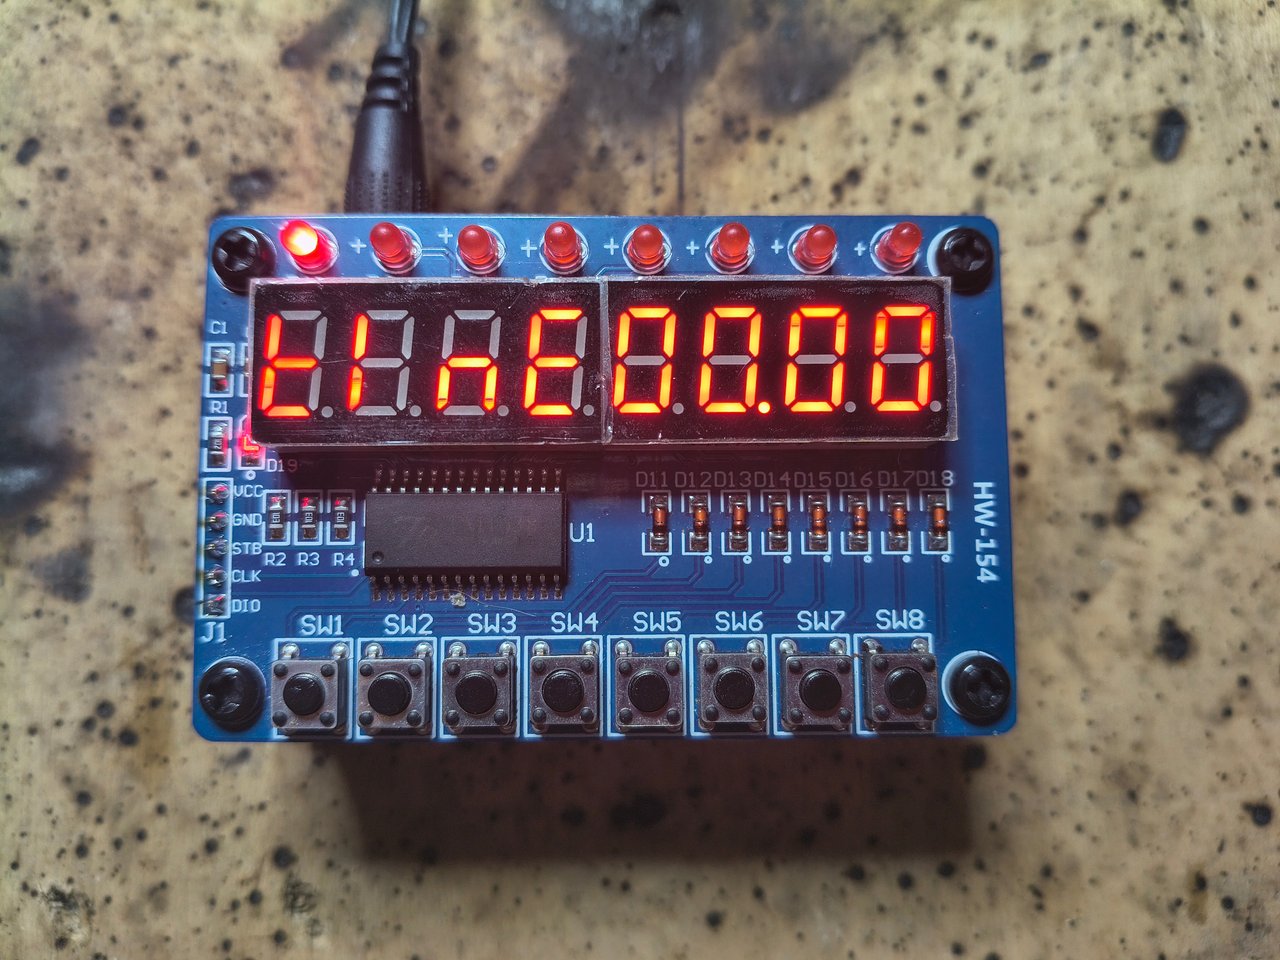 tInE00.00
C1
R1
D19
D11 D12 D13 D14 D15 D16 D17 D18
VCC
GND
STB
CLK
DIO
J1
R2 R3 R4
U1
HW-154
SW1 SW2 SW3 SW4 SW5 SW6 SW7 SW8